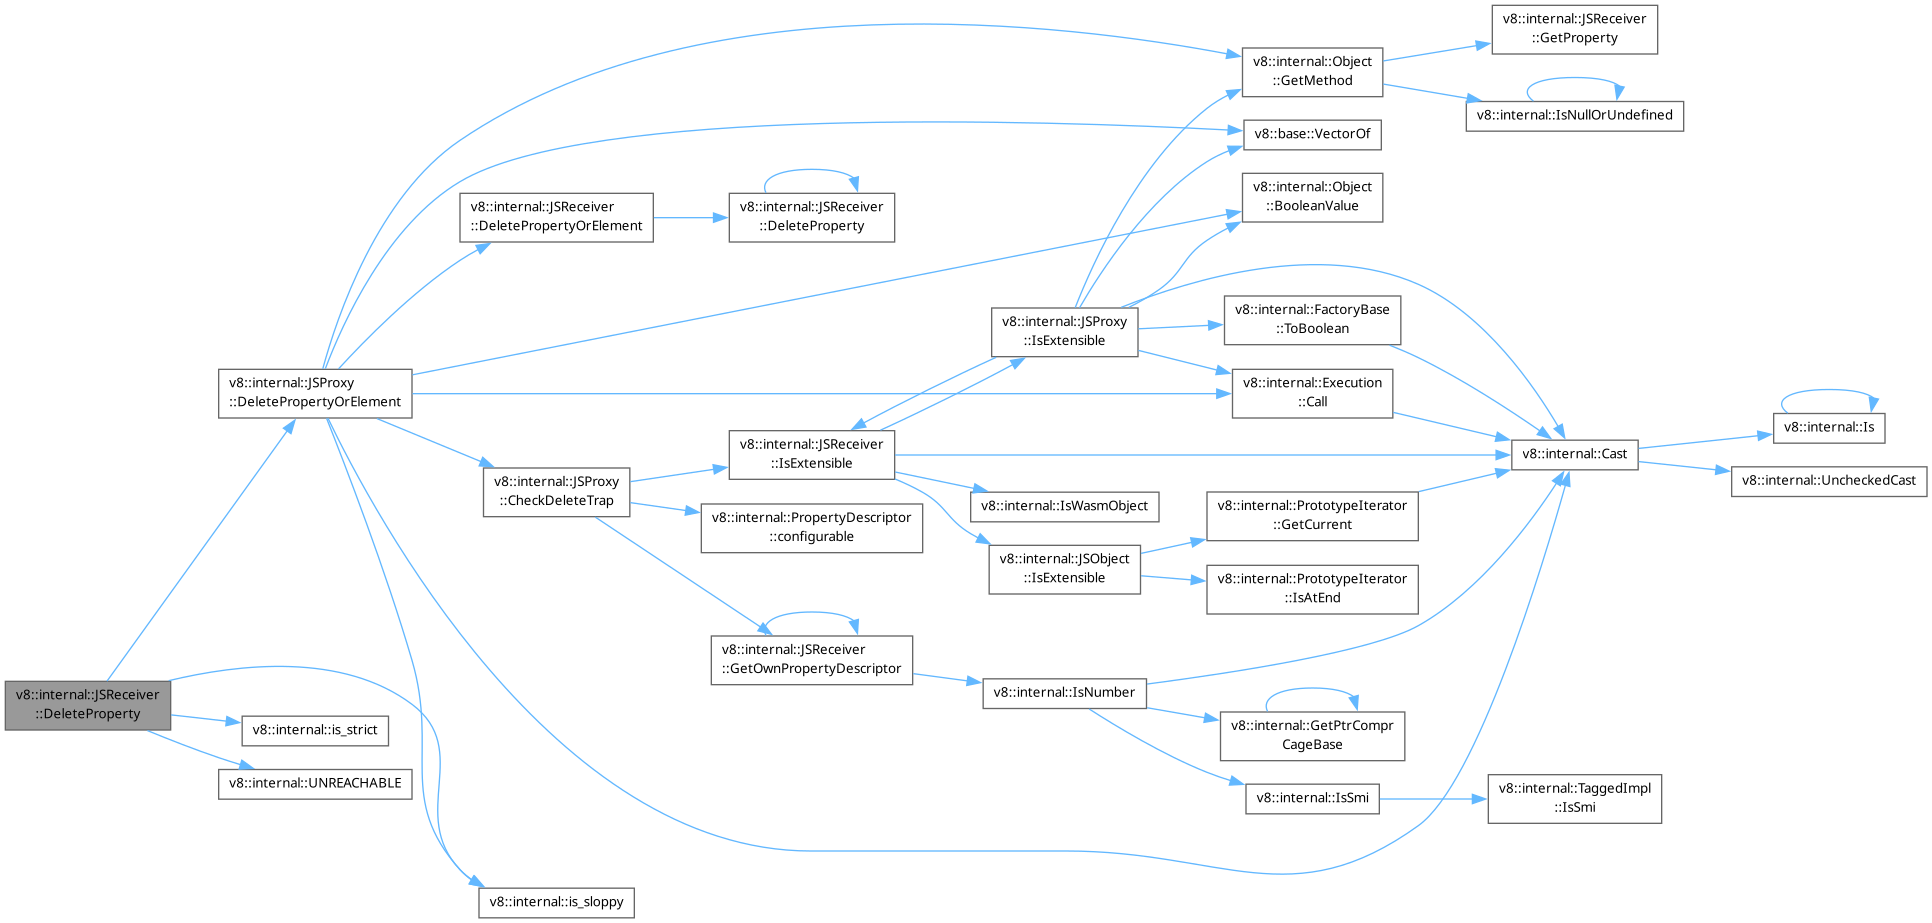 v8::internal::JSReceiver
::DeleteProperty
v8::internal::JSProxy
::DeletePropertyOrElement
v8::internal::is_strict
v8::internal::UNREACHABLE
v8::internal::JSReceiver
::DeletePropertyOrElement
v8::internal::JSProxy
::CheckDeleteTrap
v8::internal::is_sloppy
v8::internal::JSReceiver
::DeleteProperty
v8::internal::JSReceiver
::IsExtensible
v8::internal::PropertyDescriptor
::configurable
v8::internal::JSReceiver
::GetOwnPropertyDescriptor
v8::internal::JSProxy
::IsExtensible
v8::internal::IsWasmObject
v8::internal::JSObject
::IsExtensible
v8::internal::IsNumber
v8::internal::Object
::GetMethod
v8::base::VectorOf
v8::internal::Object
::BooleanValue
v8::internal::FactoryBase
::ToBoolean
v8::internal::Execution
::Call
v8::internal::PrototypeIterator
::GetCurrent
v8::internal::PrototypeIterator
::IsAtEnd
v8::internal::GetPtrCompr
CageBase
v8::internal::IsSmi
v8::internal::JSReceiver
::GetProperty
v8::internal::IsNullOrUndefined
v8::internal::Cast
v8::internal::TaggedImpl
::IsSmi
v8::internal::Is
v8::internal::UncheckedCast